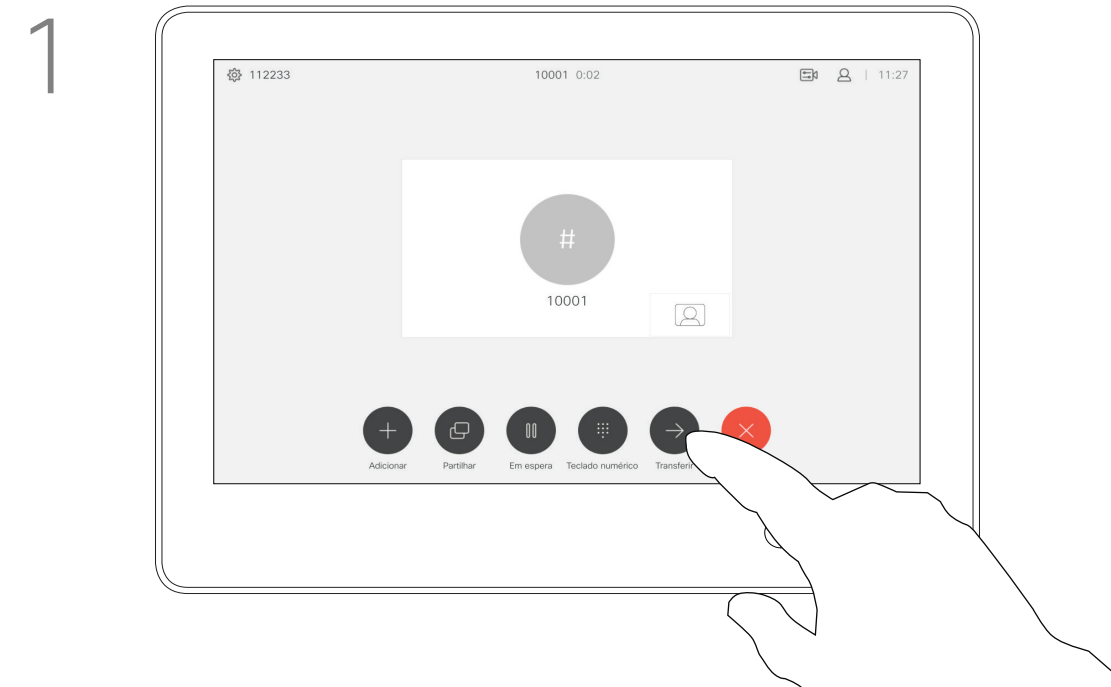 1
112233 10001 0:02 11:27
#
10001
Adicionar Partilhar Em espera Teclado numérico Transferir